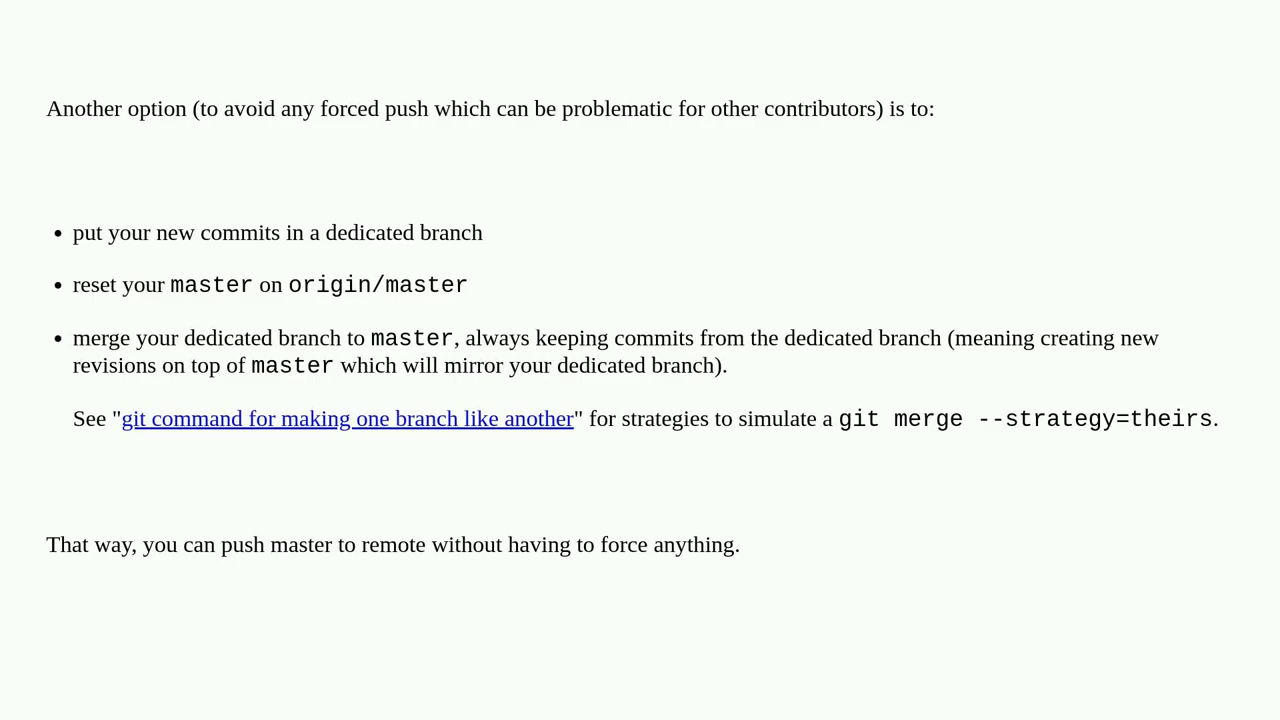 Another option (to avoid any forced push which can be problematic for other contributors) is to:
• put your new commits in a dedicated branch
• reset your master on origin/master
• merge your dedicated branch to master, always keeping commits from the dedicated branch (meaning creating new
revisions on top of master which will mirror your dedicated branch).
See "git command for making one branch like another" for strategies to simulate a git merge --strategy=theirs.
That way, you can push master to remote without having to force anything.